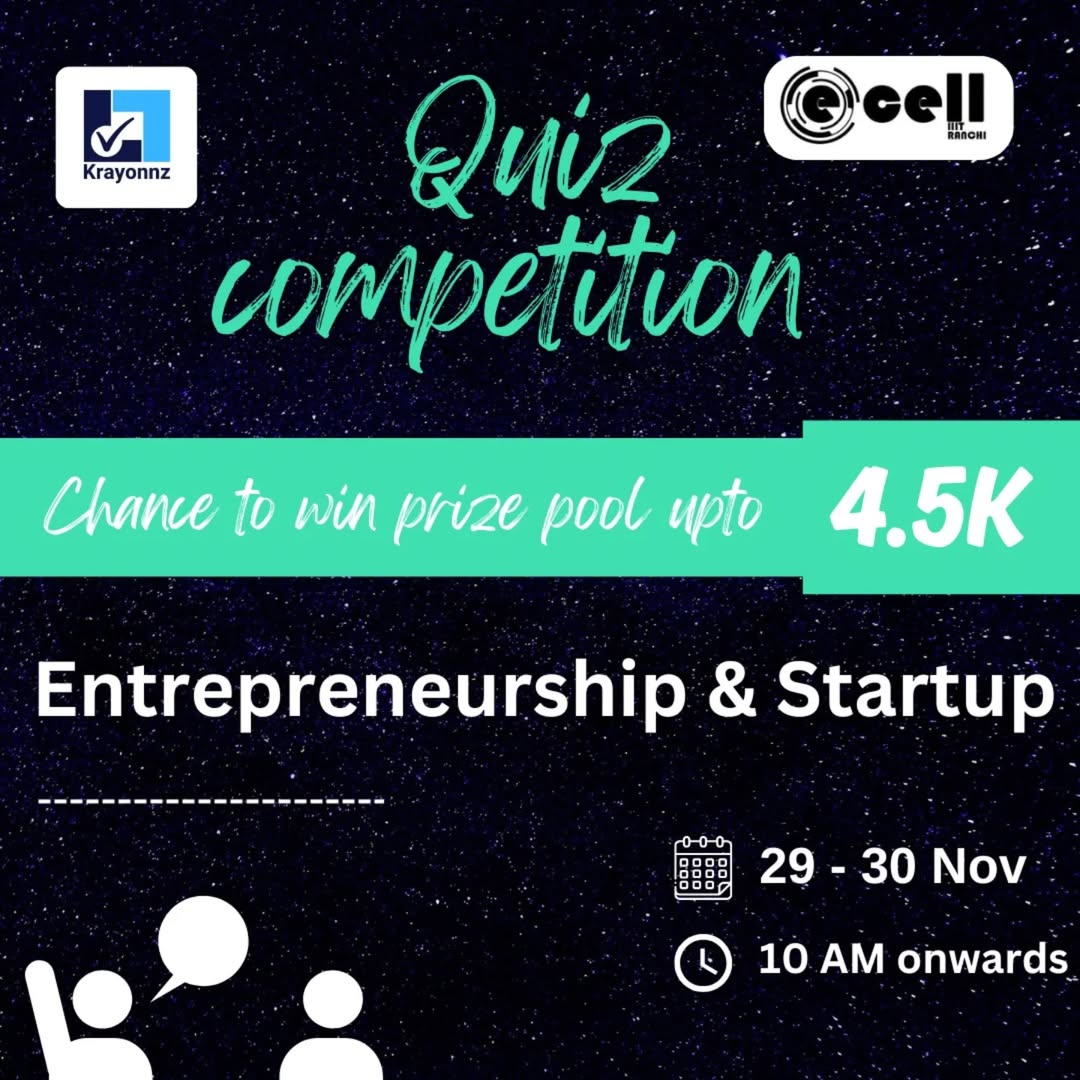 Krayonnz
e cell
IIIT
RANCHI
Quiz
competition
Chance to win prize pool upto
4.5K
Entrepreneurship & Startup
-----------------------
29 - 30 Nov
10 AM onwards